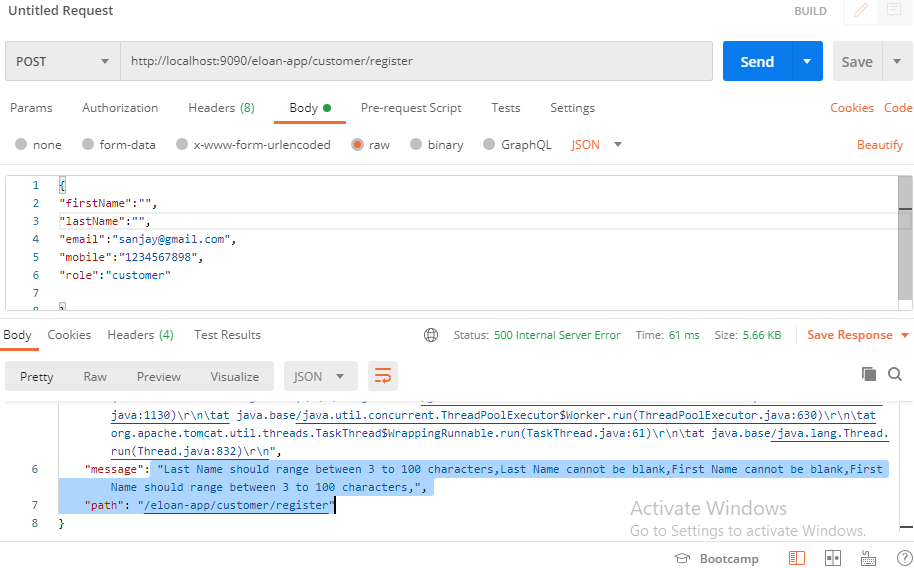 Untitled Request
BUILD
POST
http://localhost:9090/eloan-app/customer/register
Send
Save
Params
Authorization
Headers (8)
Body
Pre-request Script
Tests
Settings
Cookies
Code
none
form-data
x-www-form-urlencoded
raw
binary
GraphQL
JSON
Beautify
1 {
2 "firstName":"",
3 "lastName":"",
4 "email":"sanjay@gmail.com",
5 "mobile":"1234567898",
6 "role":"customer"
7
Body
Cookies
Headers (4)
Test Results
Status: 500 Internal Server Error
Time: 61 ms
Size: 5.66 KB
Save Response
Pretty
Raw
Preview
Visualize
JSON
java:1130)\r\n\tat java.base/java.util.concurrent.ThreadPoolExecutor$Worker.run(ThreadPoolExecutor.java:630)\r\n\tat
org.apache.tomcat.util.threads.TaskThread$WrappingRunnable.run(TaskThread.java:61)\r\n\tat java.base/java.lang.Thread.
run(Thread.java:832)\r\n",
6 "message": "Last Name should range between 3 to 100 characters,Last Name cannot be blank,First Name cannot be blank,First
Name should range between 3 to 100 characters,",
7 "path": "/eloan-app/customer/register"
8 }
Activate Windows
Go to Settings to activate Windows.
Bootcamp